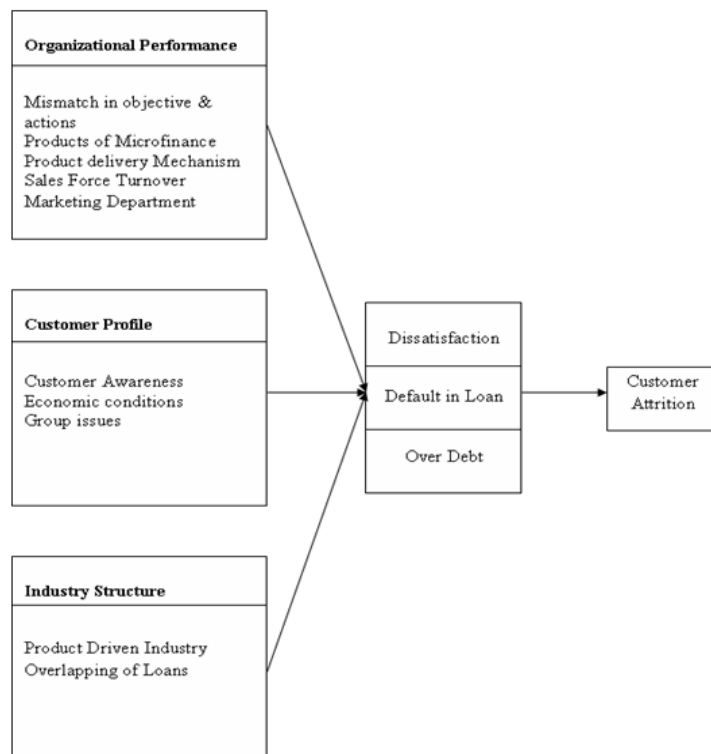 Organizational Performance
Mismatch in objective &
actions
Products of Microfinance
Product delivery Mechanism
Sales Force Turnover
Marketing Department
Customer Profile
Customer Awareness
Economic conditions
Group issues
Industry Structure
Product Driven Industry
Overlapping of Loans
Dissatisfaction
Default in Loan
Over Debt
Customer
Attrition